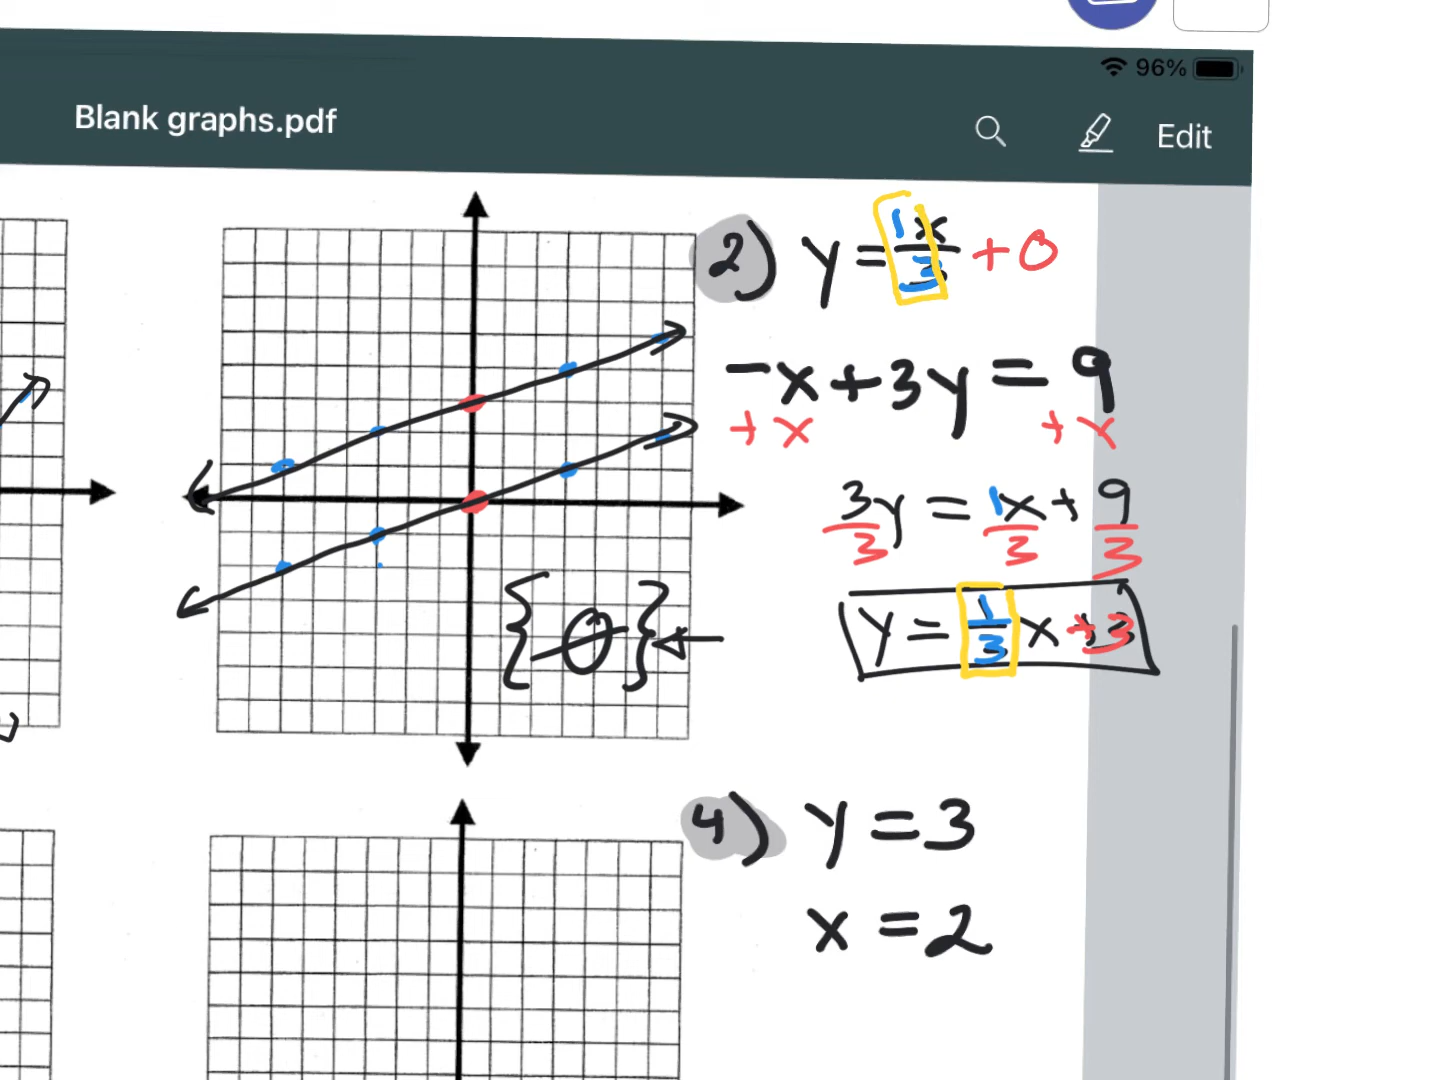 96%
Blank graphs.pdf
Edit
2) y = 1x/3 + 0
-x + 3y = 9
+x +x
3y/3 = 1x/3 + 9/3
y = 1/3 x + 3
{∅}
4) y = 3
x = 2